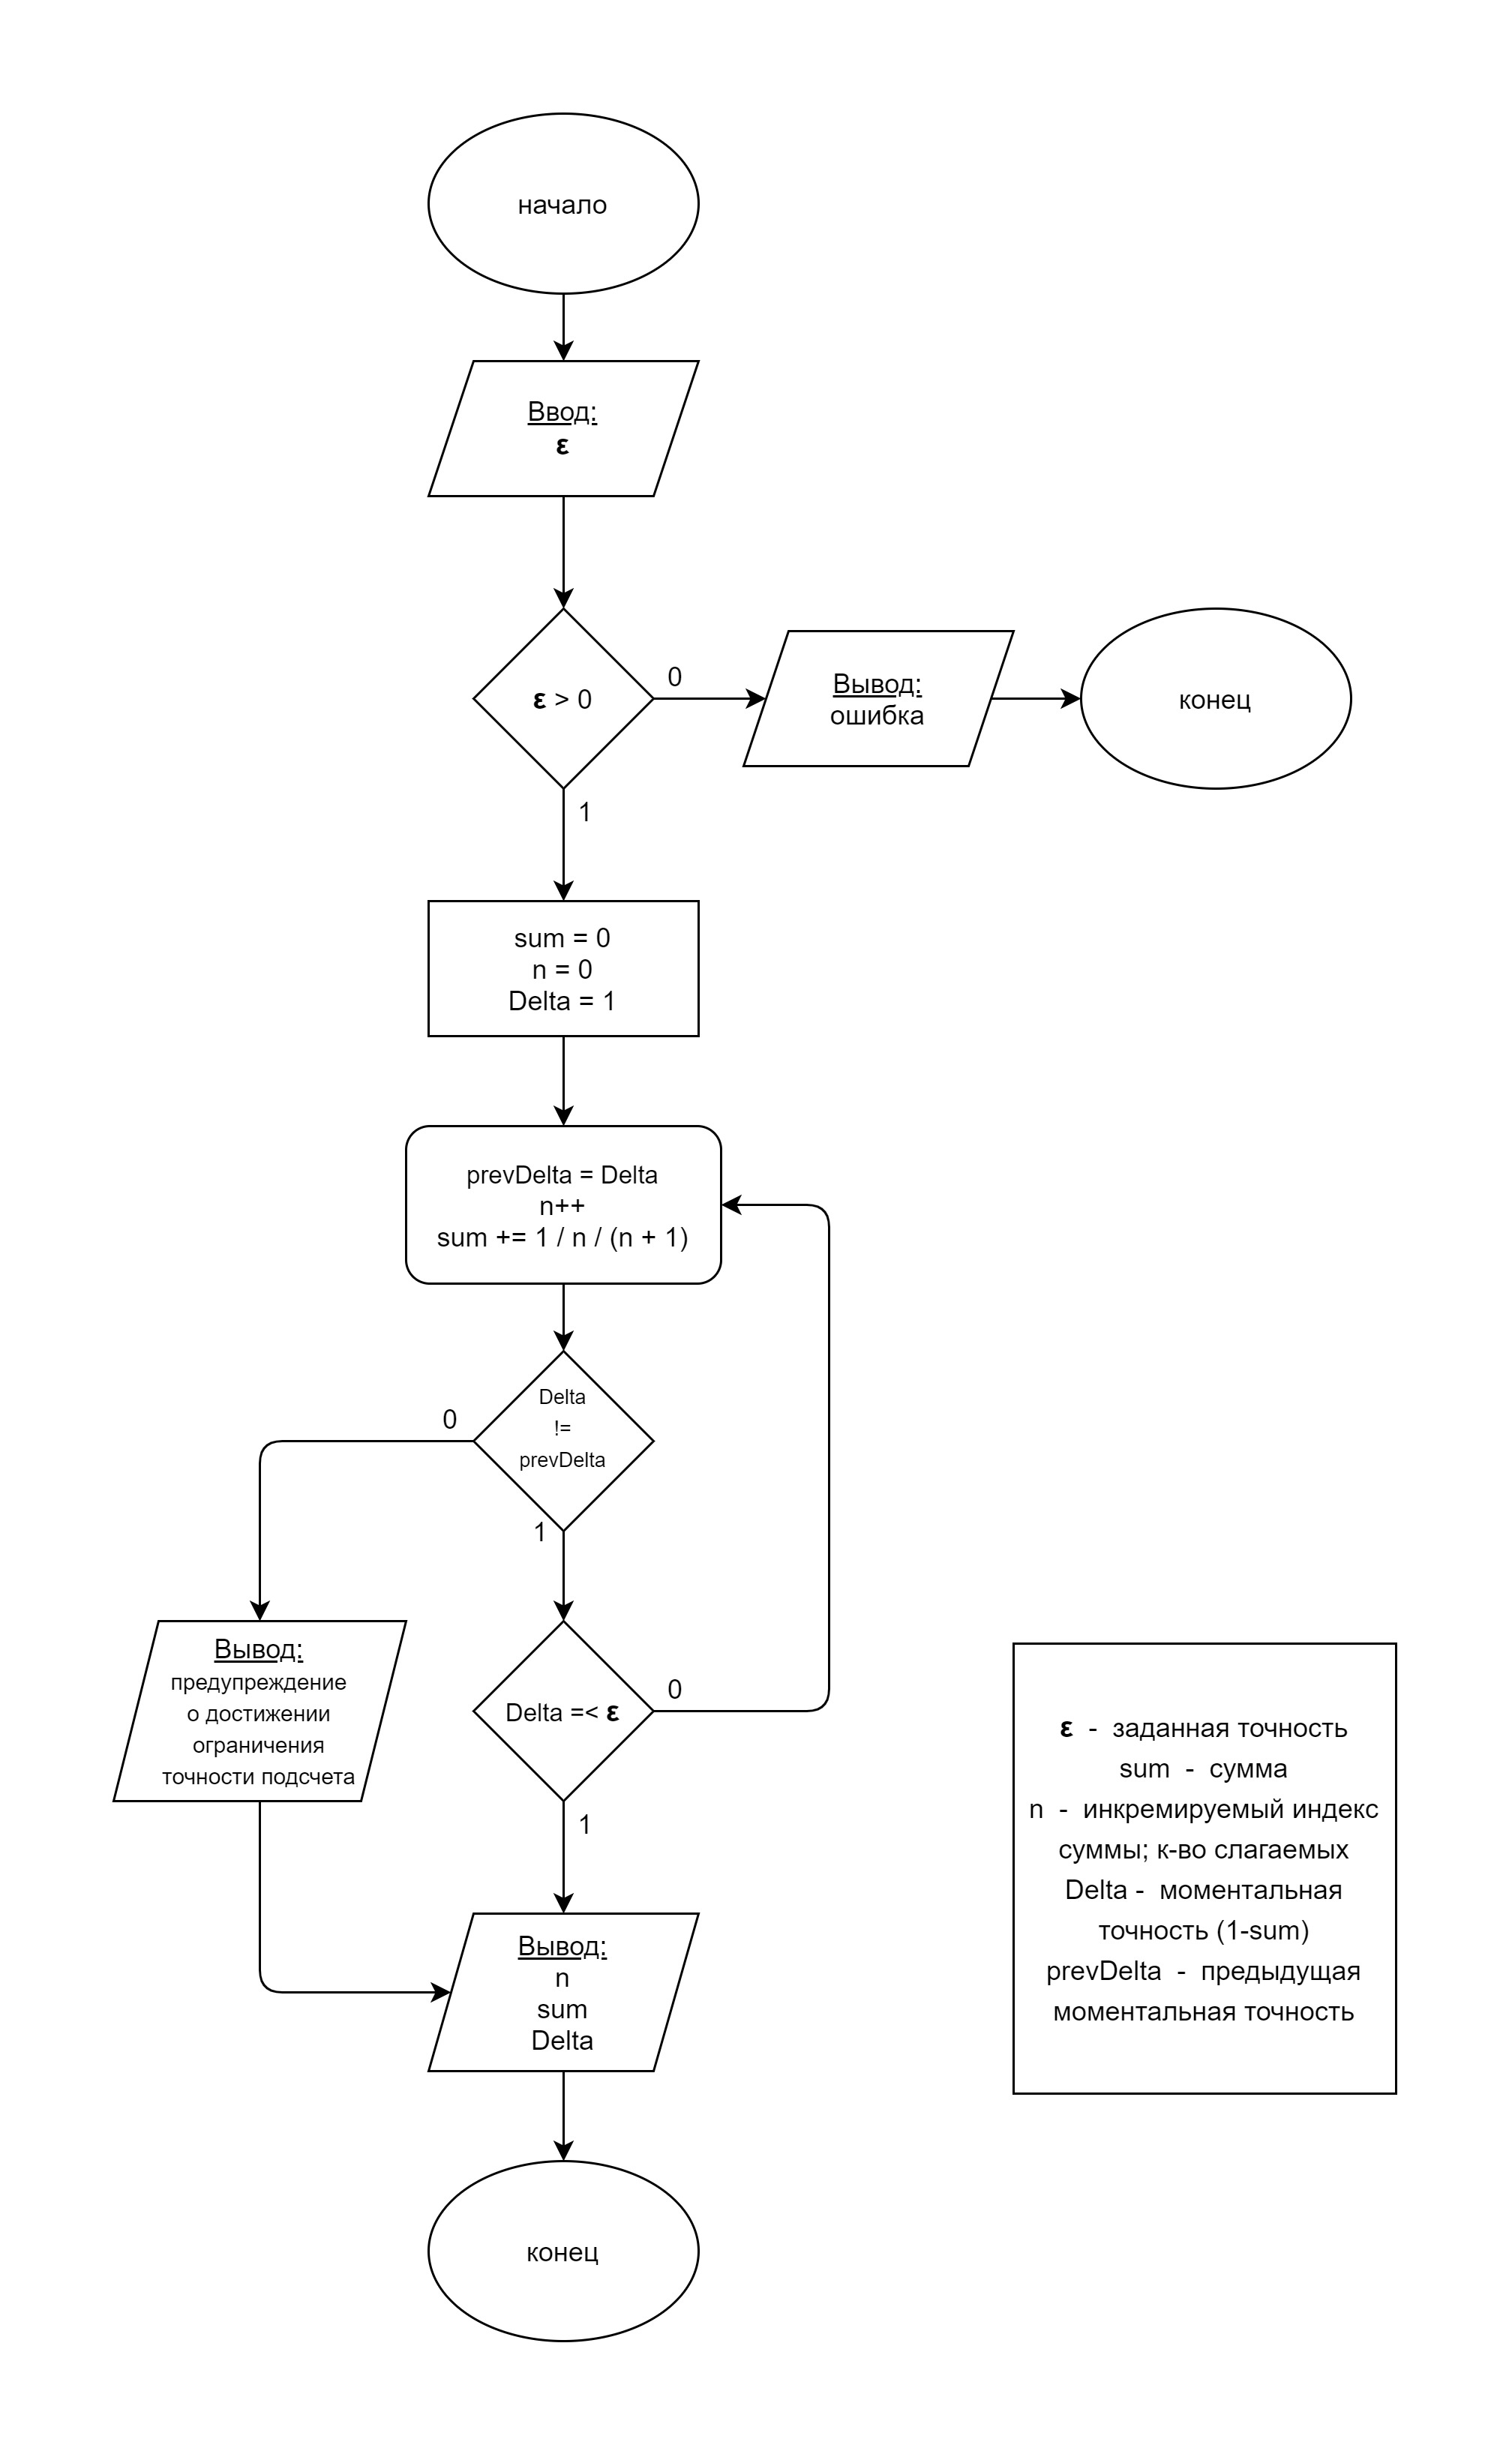 начало
Ввод:
ε
ε > 0
0
Вывод:
ошибка
конец
1
sum = 0
n = 0
Delta = 1
prevDelta = Delta
n++
sum += 1 / n / (n + 1)
Delta
!=
prevDelta
0
1
Вывод:
предупреждение
о достижении
ограничения
точности подсчета
Delta =< ε
0
1
Вывод:
n
sum
Delta
конец
ε - заданная точность
sum - сумма
n - инкремируемый индекс
суммы; к-во слагаемых
Delta - моментальная
точность (1-sum)
prevDelta - предыдущая
моментальная точность